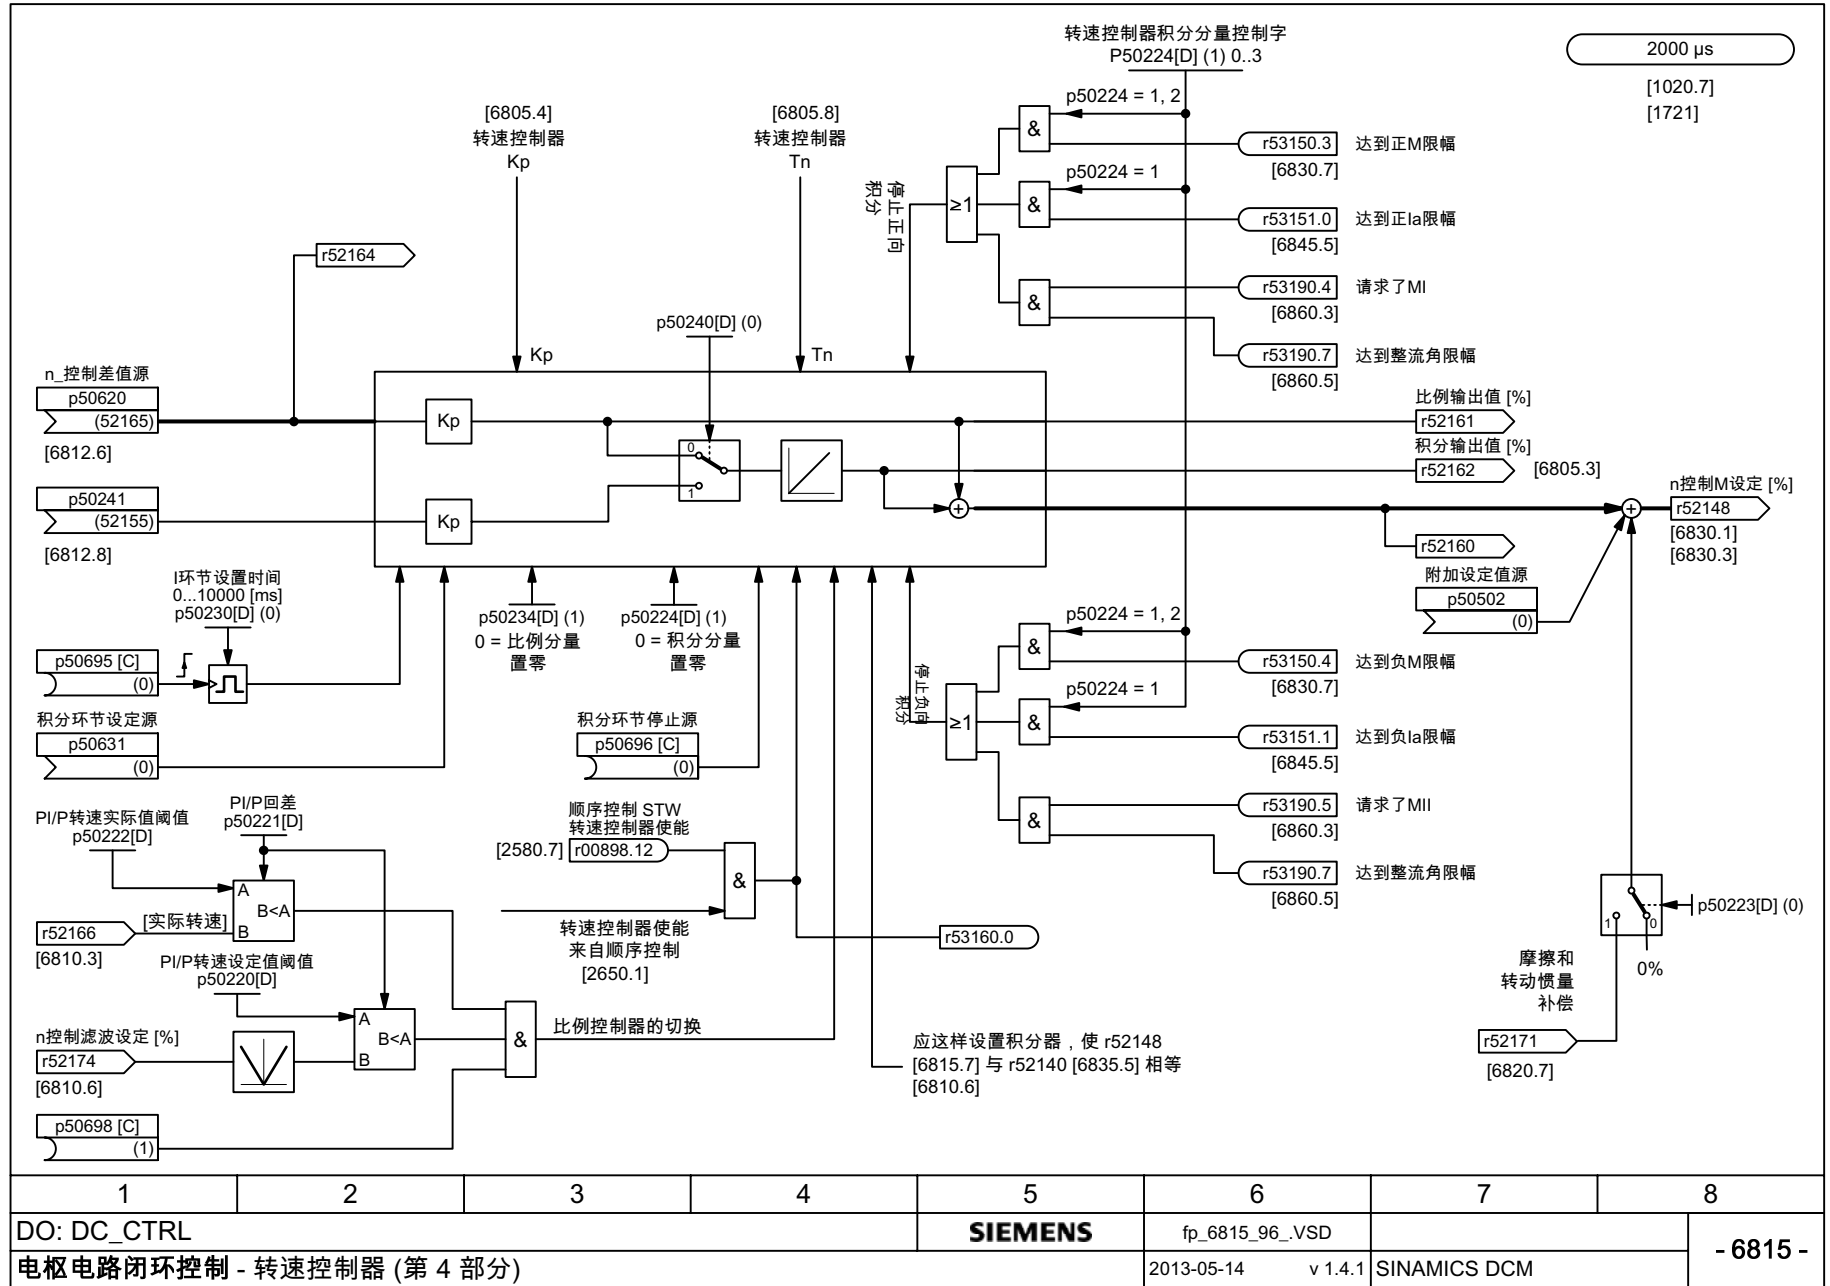 转速控制器积分分量控制字
P50224[D] (1) 0..3
2000 µs
[1020.7]
[1721]
[6805.4]
转速控制器
Kp
[6805.8]
转速控制器
Tn
停止正向
积分
≥1
&
p50224 = 1, 2
r53150.3 达到正M限幅
[6830.7]
&
p50224 = 1
r53151.0 达到正Ia限幅
[6845.5]
&
r53190.4 请求了MI
[6860.3]
r53190.7 达到整流角限幅
[6860.5]
r52164
p50240[D] (0)
Kp
Tn
n_控制差值源
p50620
(52165)
[6812.6]
Kp
0
1
p50241
(52155)
[6812.8]
Kp
+
比例输出值 [%]
r52161
积分输出值 [%]
r52162 [6805.3]
n控制M设定 [%]
+
r52148
[6830.1]
[6830.3]
r52160
附加设定值源
p50502
(0)
I环节设置时间
0...10000 [ms]
p50230[D] (0)
p50695 [C]
(0)
p50234[D] (1)
0 = 比例分量
置零
p50224[D] (1)
0 = 积分分量
置零
积分环节设定源
p50631
(0)
积分环节停止源
p50696 [C]
(0)
停止负向
积分
≥1
&
p50224 = 1, 2
r53150.4 达到负M限幅
[6830.7]
&
p50224 = 1
r53151.1 达到负Ia限幅
[6845.5]
&
r53190.5 请求了MII
[6860.3]
r53190.7 达到整流角限幅
[6860.5]
PI/P转速实际值阈值
p50222[D]
PI/P回差
p50221[D]
A
B<A
B
r52166
[实际转速]
[6810.3]
PI/P转速设定值阈值
p50220[D]
A
B<A
B
n控制滤波设定 [%]
r52174
[6810.6]
p50698 [C]
(1)
&
比例控制器的切换
顺序控制 STW
转速控制器使能
[2580.7] r00898.12
&
转速控制器使能
来自顺序控制
[2650.1]
r53160.0
应这样设置积分器，使 r52148
[6815.7] 与 r52140 [6835.5] 相等
[6810.6]
1
0
p50223[D] (0)
0%
摩擦和
转动惯量
补偿
r52171
[6820.7]
1 2 3 4 5 6 7 8
DO: DC_CTRL
SIEMENS
fp_6815_96_.VSD
- 6815 -
电枢电路闭环控制 - 转速控制器 (第 4 部分)
2013-05-14 v 1.4.1
SINAMICS DCM